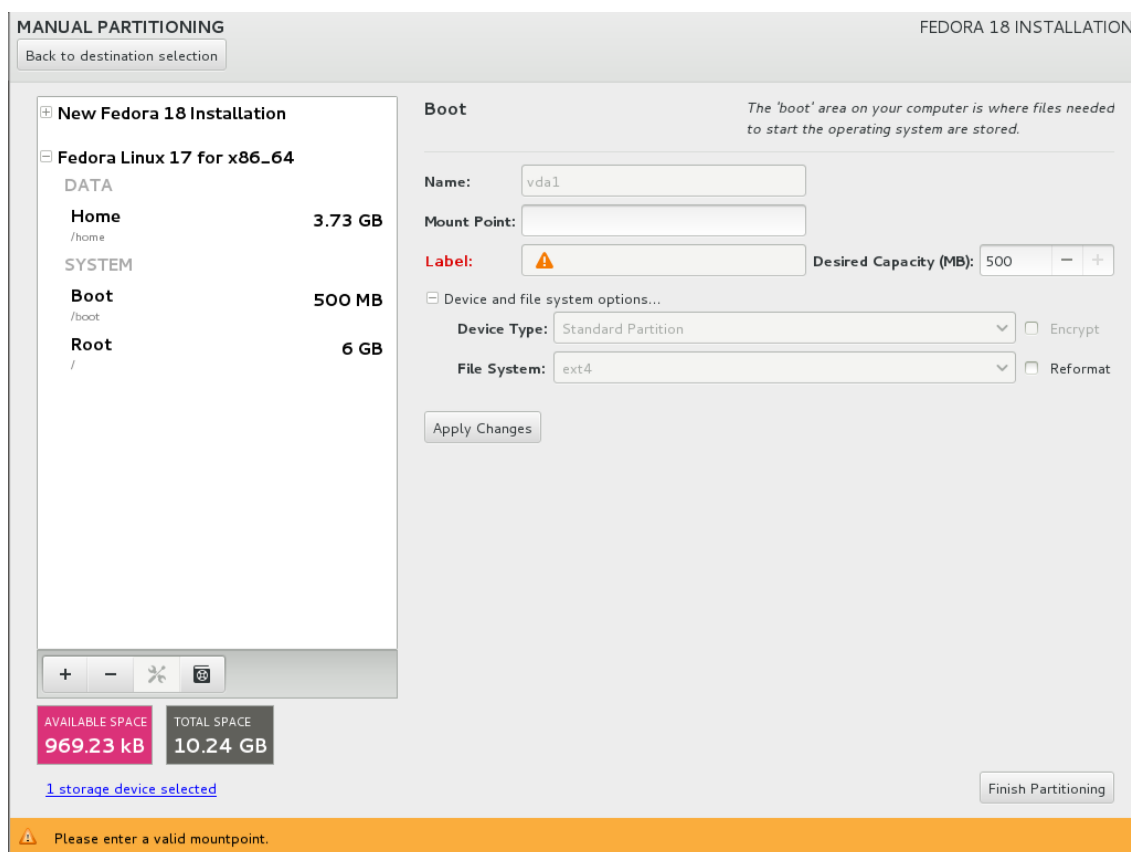 MANUAL PARTITIONING
FEDORA 18 INSTALLATION
Back to destination selection
New Fedora 18 Installation
Fedora Linux 17 for x86_64
DATA
Home 3.73 GB
/home
SYSTEM
Boot 500 MB
/boot
Root 6 GB
/
+ −
AVAILABLE SPACE
969.23 kB
TOTAL SPACE
10.24 GB
1 storage device selected
Boot
The 'boot' area on your computer is where files needed
to start the operating system are stored.
Name: vda1
Mount Point:
Label: Desired Capacity (MB): 500 − +
Device and file system options...
Device Type: Standard Partition Encrypt
File System: ext4 Reformat
Apply Changes
Finish Partitioning
Please enter a valid mountpoint.